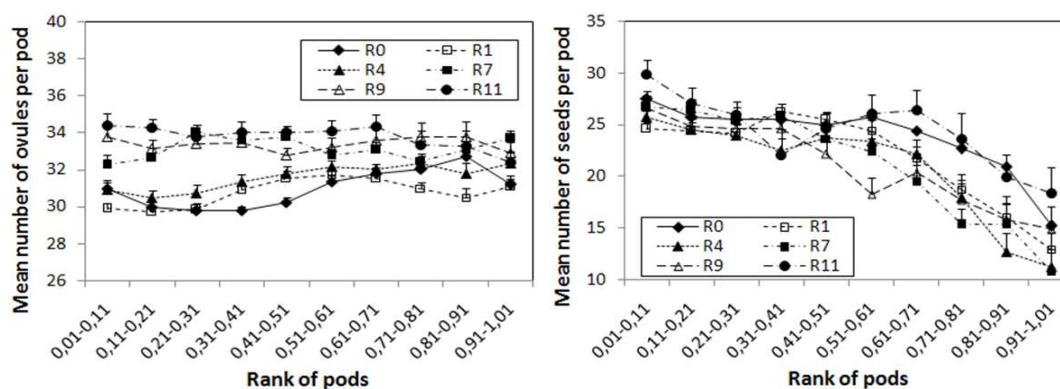 Mean number of ovules per pod
40
38
36
34
32
30
28
26
R0 R1
R4 R7
R9 R11
0,01-0,11 0,11-0,21 0,21-0,31 0,31-0,41 0,41-0,51 0,51-0,61 0,61-0,71 0,71-0,81 0,81-0,91 0,91-1,01
Rank of pods
Mean number of seeds per pod
35
30
25
20
15
10
R0 R1
R4 R7
R9 R11
0,01-0,11 0,11-0,21 0,21-0,31 0,31-0,41 0,41-0,51 0,51-0,61 0,61-0,71 0,71-0,81 0,81-0,91 0,91-1,01
Rank of pods